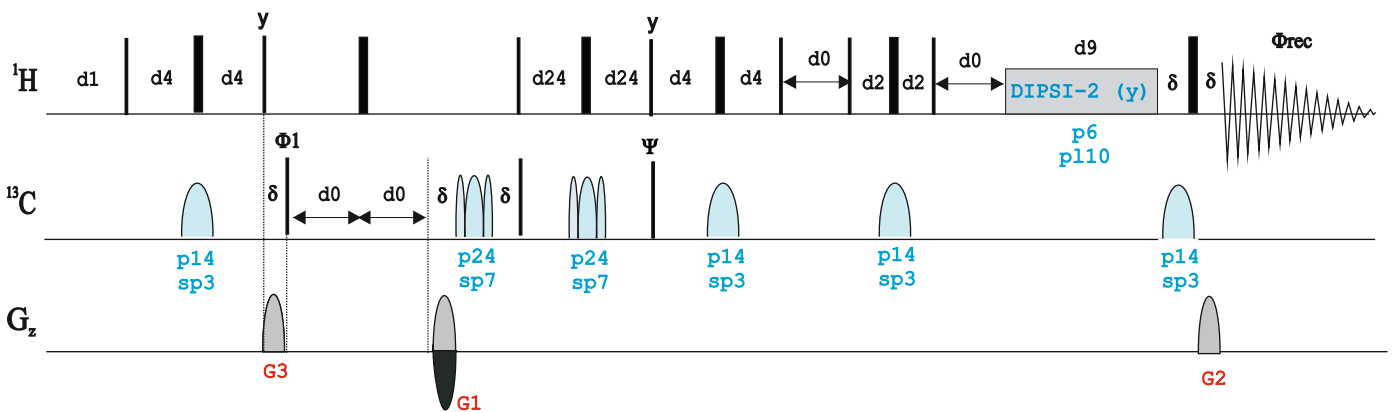 y y d9 Φrec
¹H d1 d4 d4 d24 d24 d4 d4 d0 d2 d2 d0 DIPSI-2 (y) δ δ
p6
pl10
Φ1 Ψ
¹³C δ d0 d0 δ δ
p14 p24 p24 p14 p14 p14
sp3 sp7 sp7 sp3 sp3 sp3
Gz
G3 G1 G2